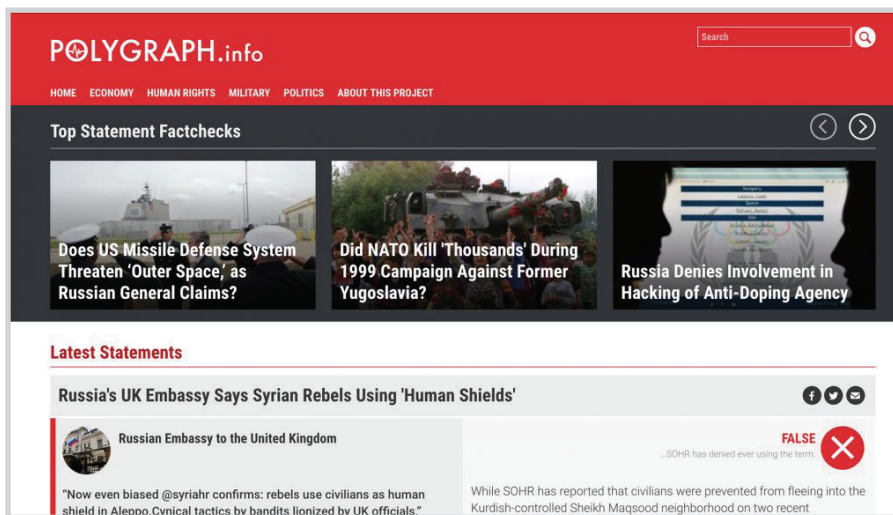 POLYGRAPH.info
Search
HOME ECONOMY HUMAN RIGHTS MILITARY POLITICS ABOUT THIS PROJECT
Top Statement Factchecks
Does US Missile Defense System
Threaten ‘Outer Space,’ as
Russian General Claims?
Did NATO Kill 'Thousands' During
1999 Campaign Against Former
Yugoslavia?
Russia Denies Involvement in
Hacking of Anti-Doping Agency
Latest Statements
Russia's UK Embassy Says Syrian Rebels Using 'Human Shields'
Russian Embassy to the United Kingdom
“Now even biased @syriahr confirms: rebels use civilians as human
shield in Aleppo.Cynical tactics by bandits lionized by UK officials.”
FALSE
...SOHR has denied ever using the term.
While SOHR has reported that civilians were prevented from fleeing into the
Kurdish-controlled Sheikh Maqsood neighborhood on two recent